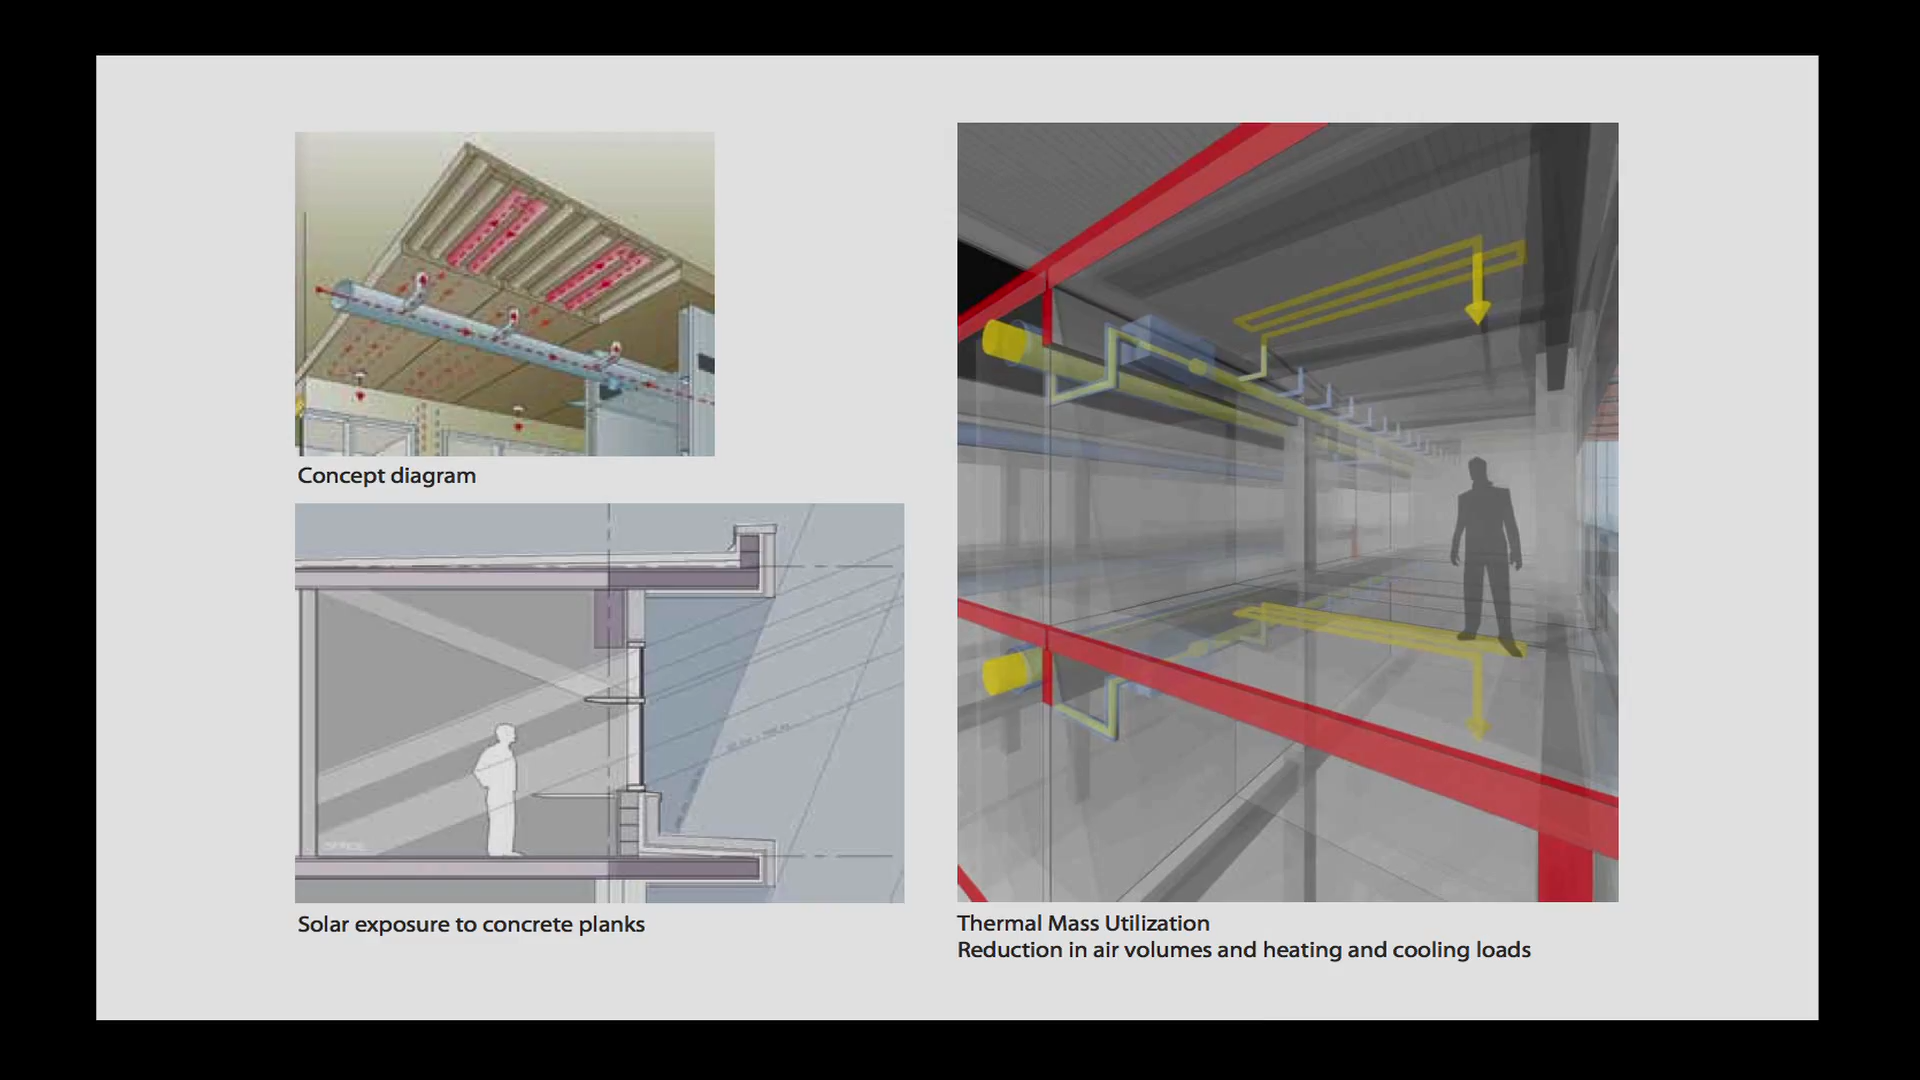 Concept diagram
Solar exposure to concrete planks
Thermal Mass Utilization
Reduction in air volumes and heating and cooling loads